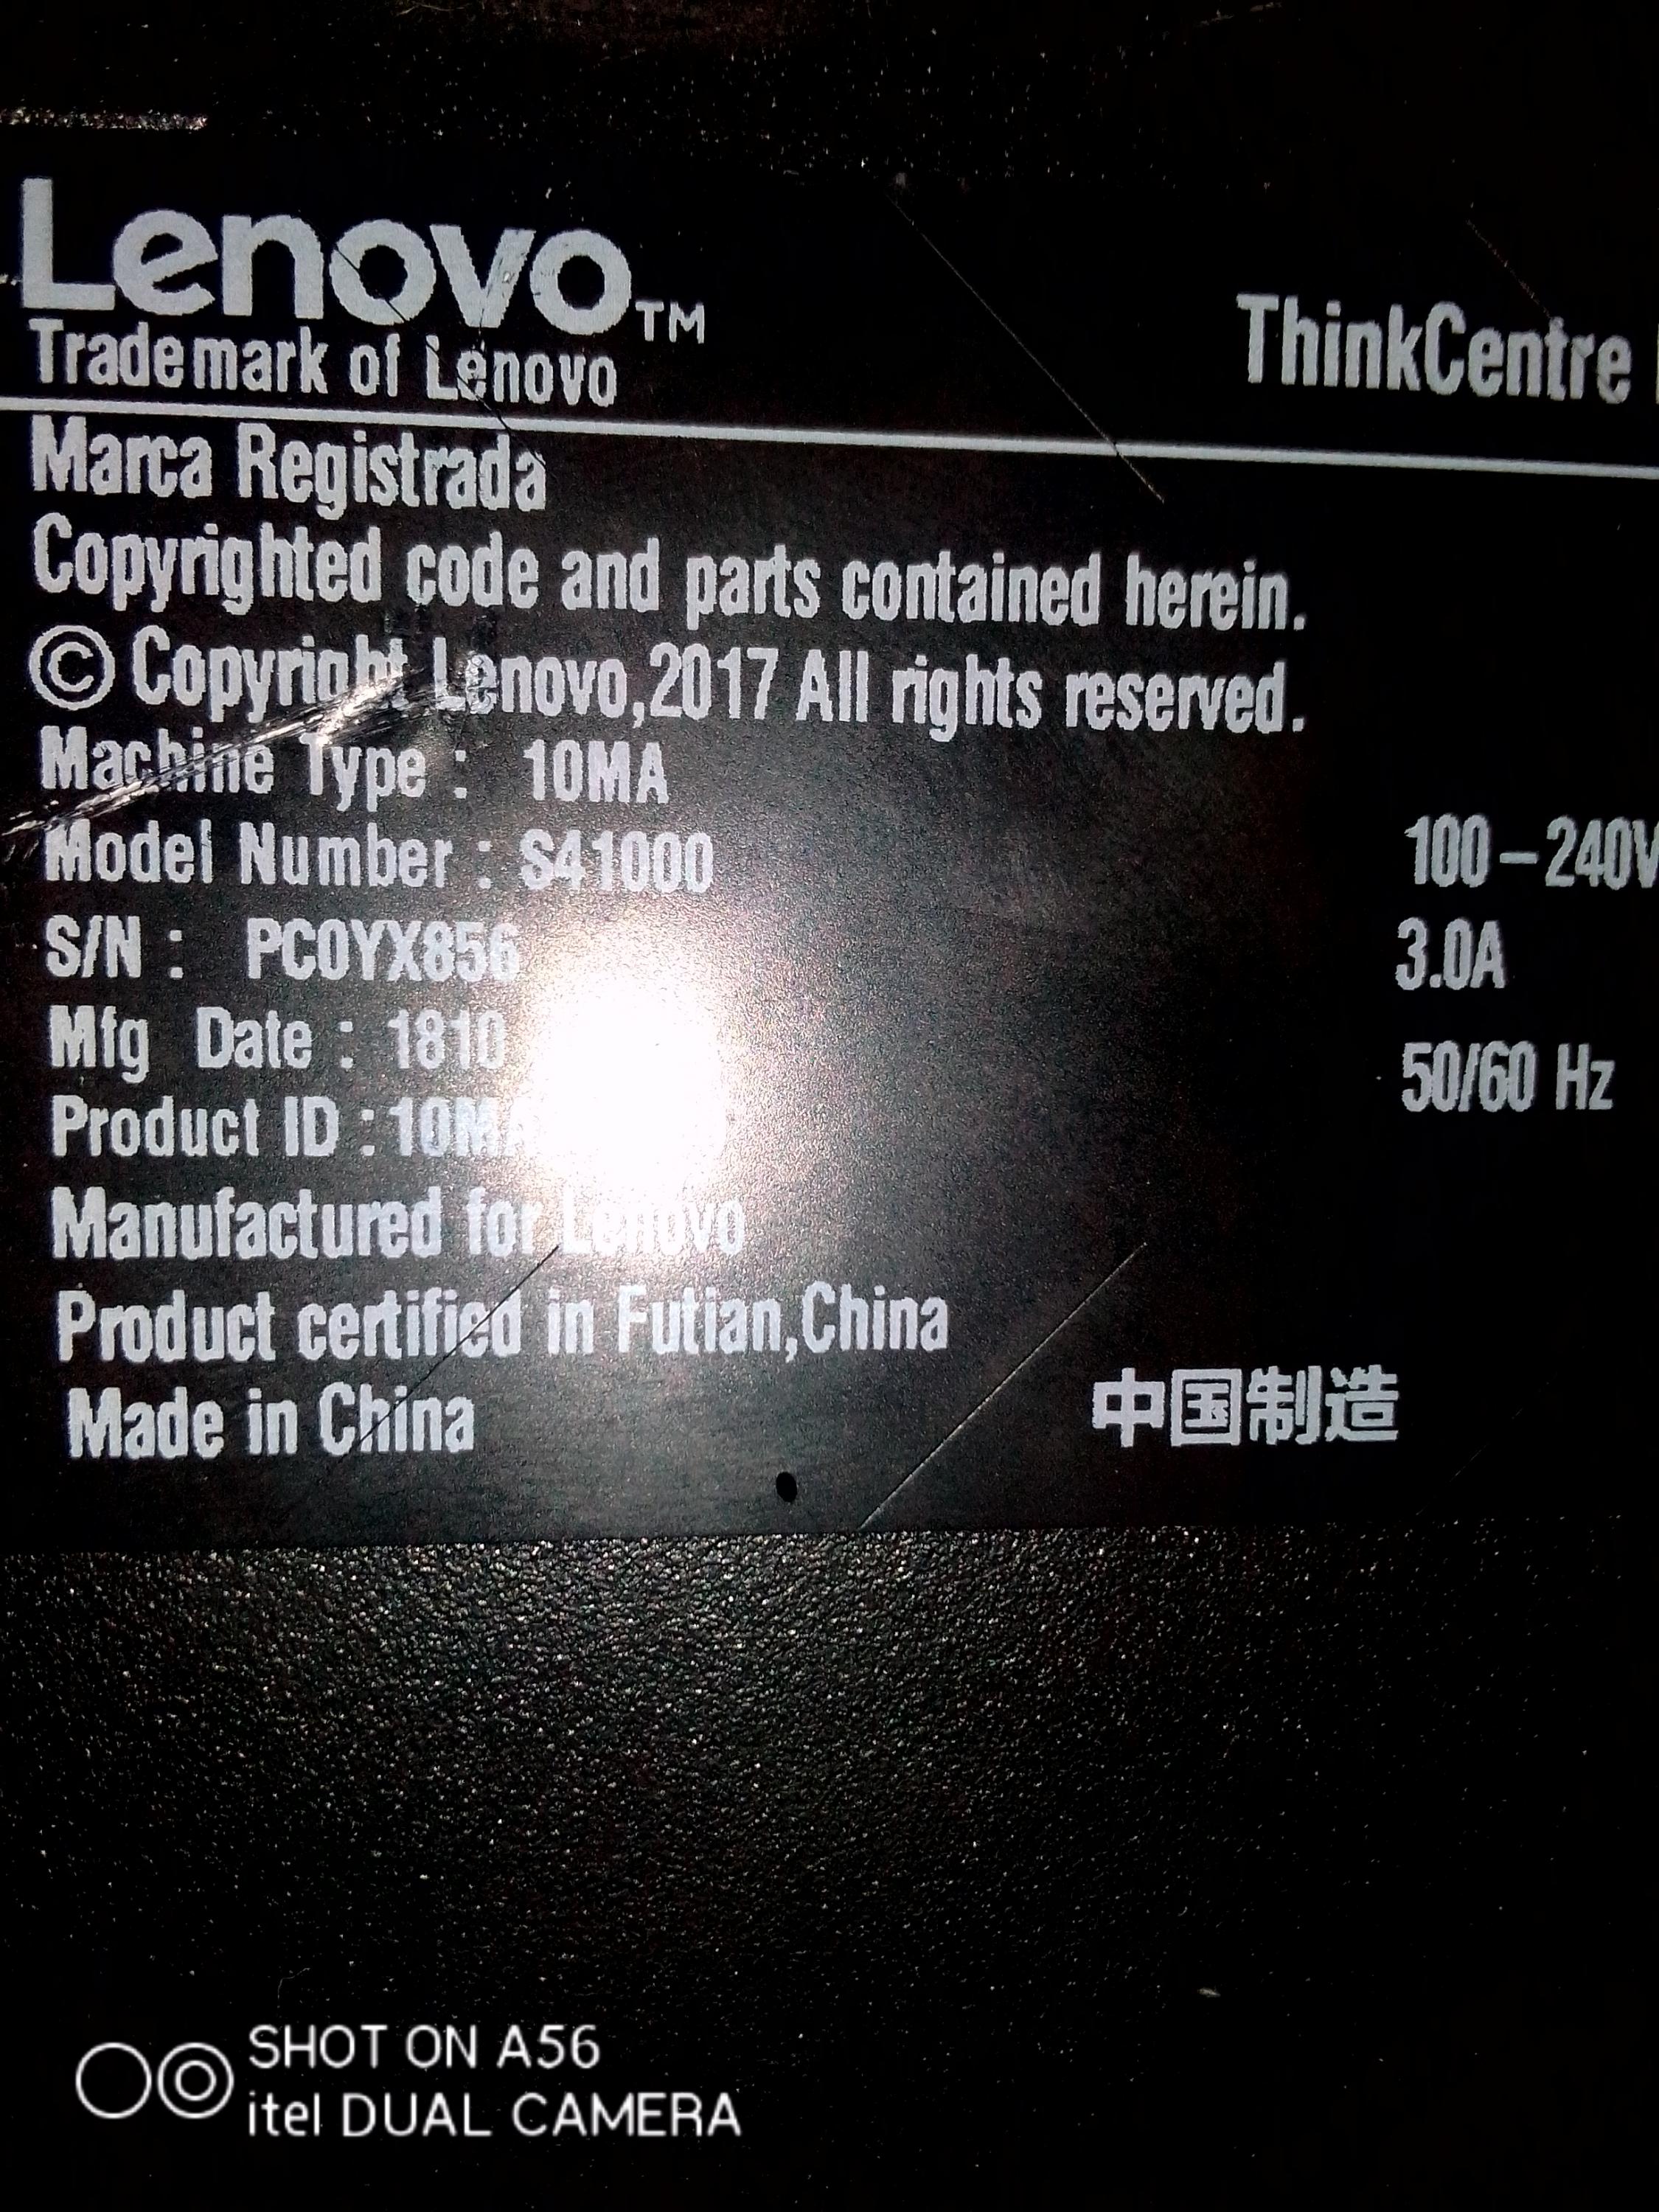 Lenovo™
Trademark of Lenovo
ThinkCentre
Marca Registrada
Copyrighted code and parts contained herein.
© Copyright Lenovo,2017 All rights reserved.
Machine Type : 10MA
Model Number : S41000
100–240V
S/N : PC0YX856
3.0A
Mfg Date : 1810
50/60 Hz
Product ID :
Manufactured for Lenovo
Product certified in Futian,China
Made in China
中国制造
SHOT ON A56
itel DUAL CAMERA